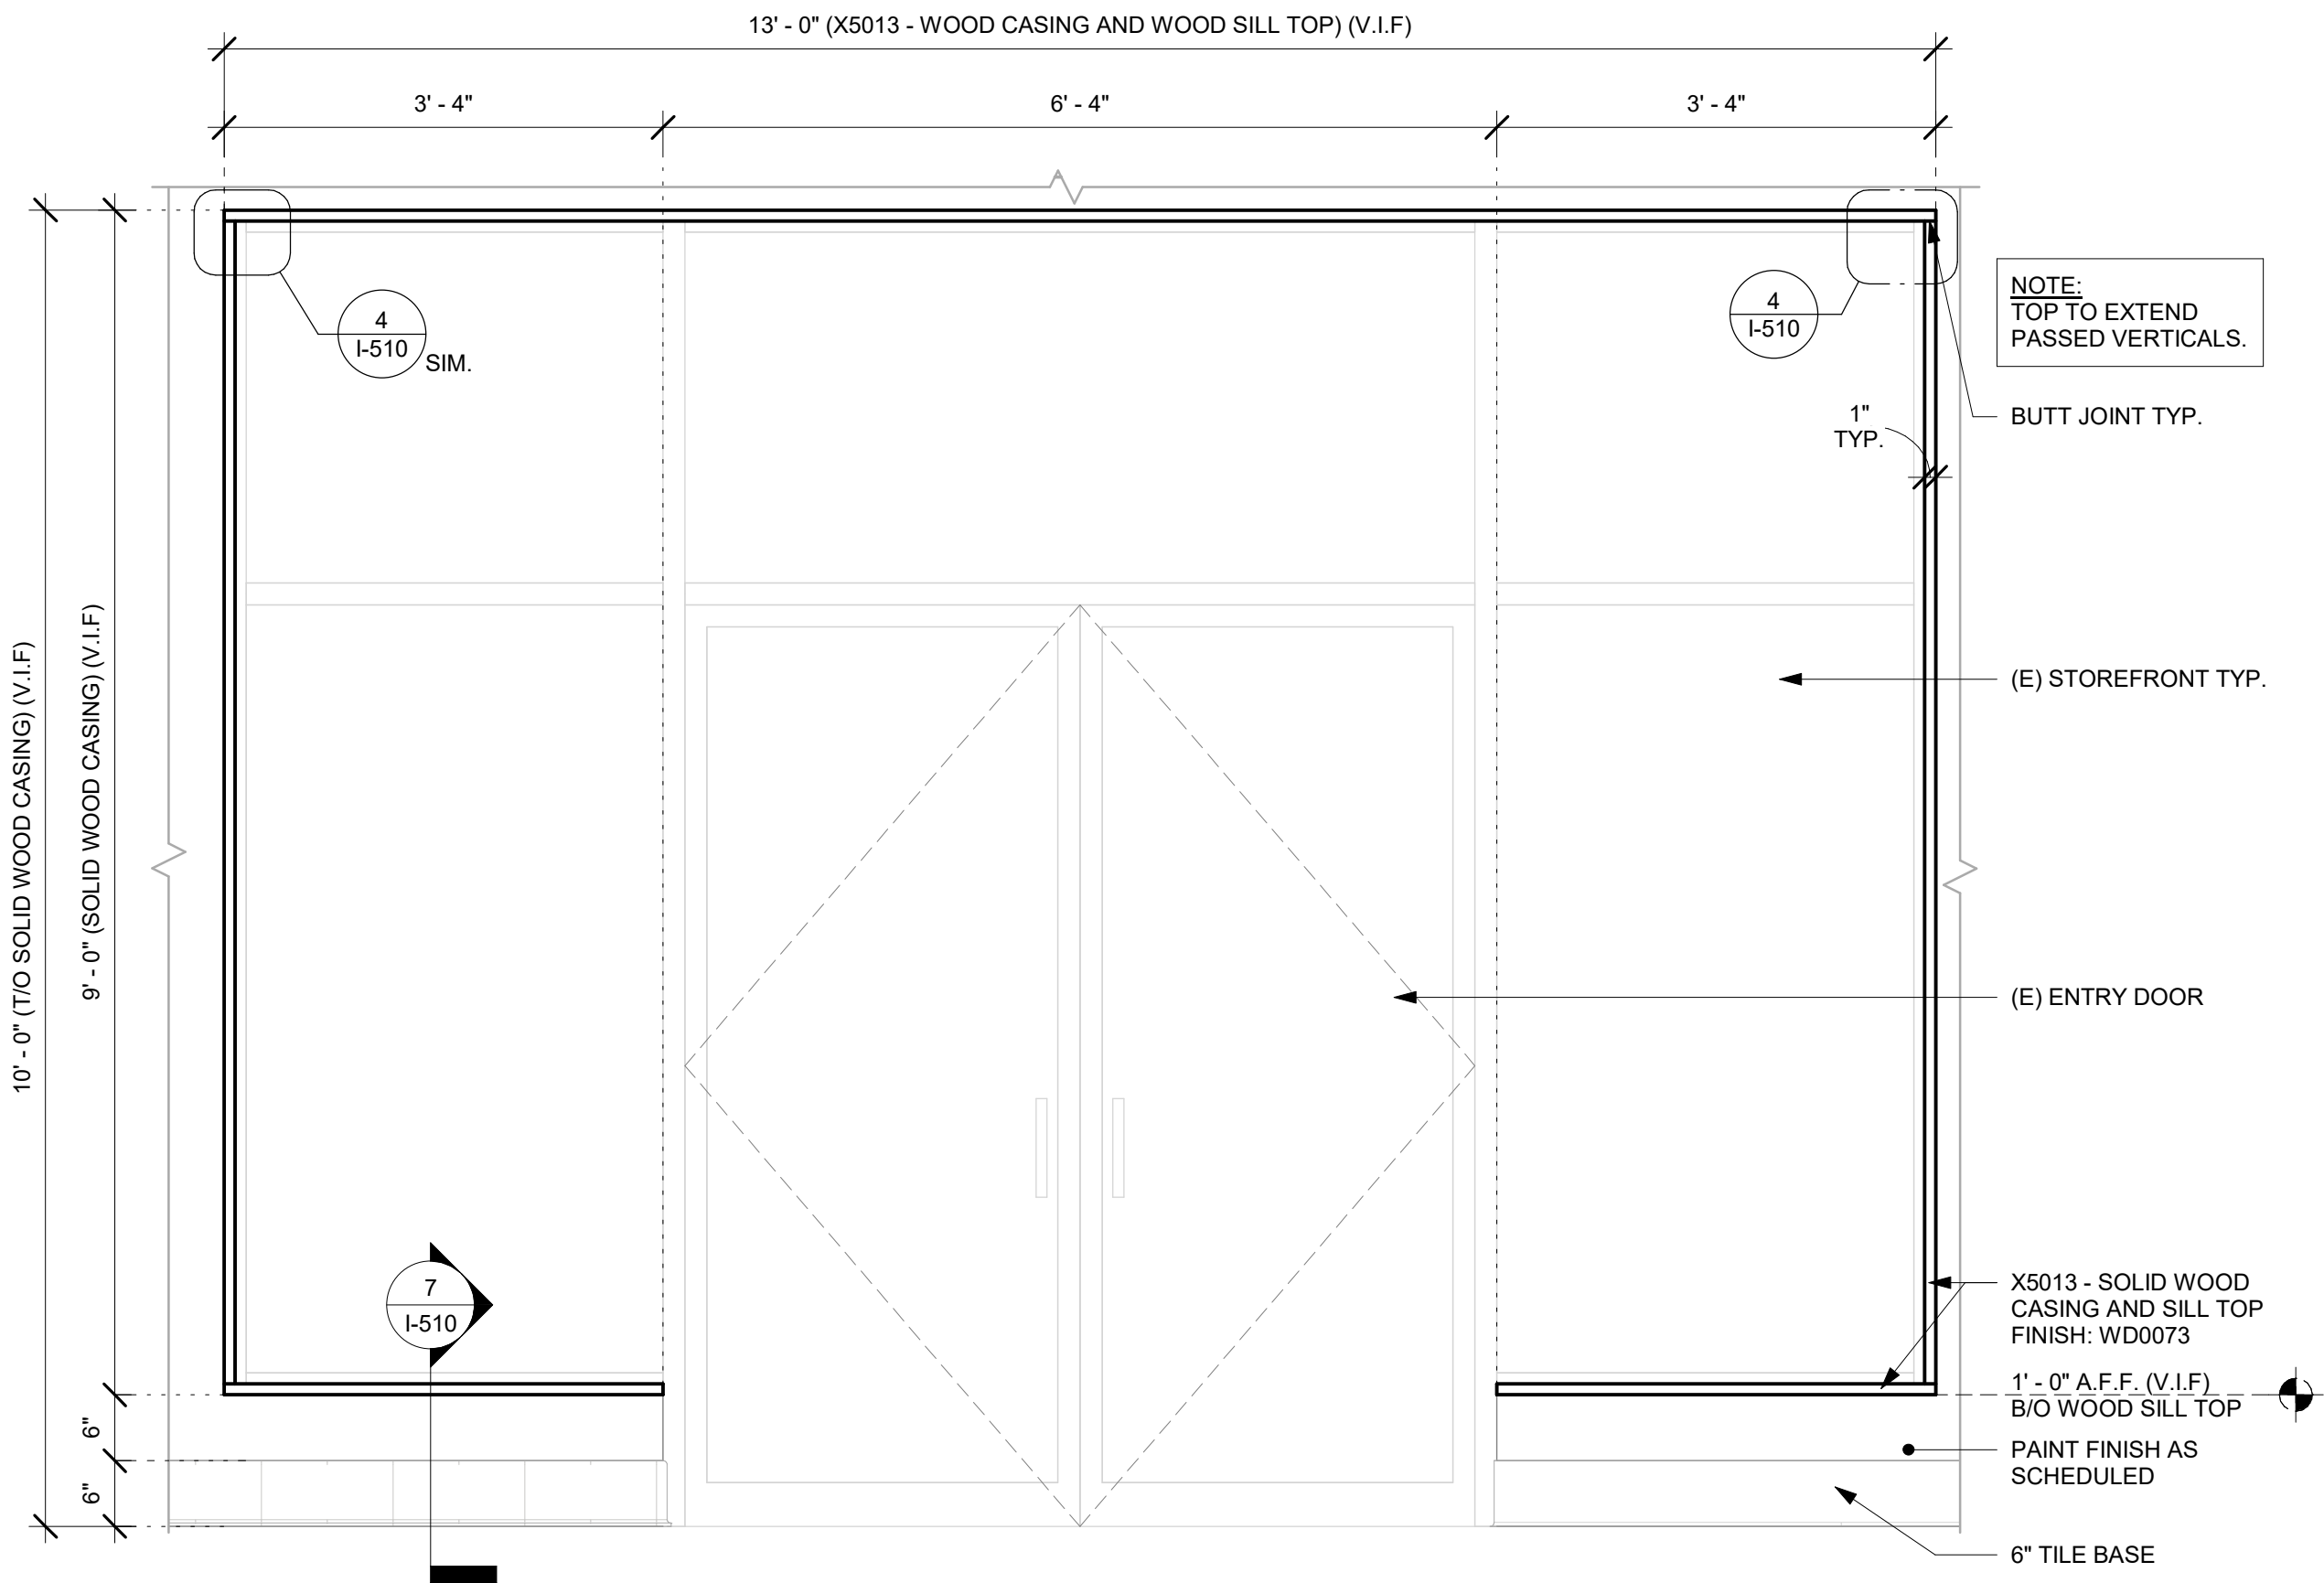 13' - 0" (X5013 - WOOD CASING AND WOOD SILL TOP) (V.I.F)
3' - 4"
6' - 4"
3' - 4"
4
I-510
SIM.
4
I-510
NOTE:
TOP TO EXTEND
PASSED VERTICALS.
BUTT JOINT TYP.
1"
TYP.
10' - 0" (T/O SOLID WOOD CASING) (V.I.F)
9' - 0" (SOLID WOOD CASING) (V.I.F)
(E) STOREFRONT TYP.
(E) ENTRY DOOR
7
I-510
X5013 - SOLID WOOD
CASING AND SILL TOP
FINISH: WD0073
1' - 0" A.F.F. (V.I.F)
B/O WOOD SILL TOP
6"
PAINT FINISH AS
SCHEDULED
6"
6" TILE BASE